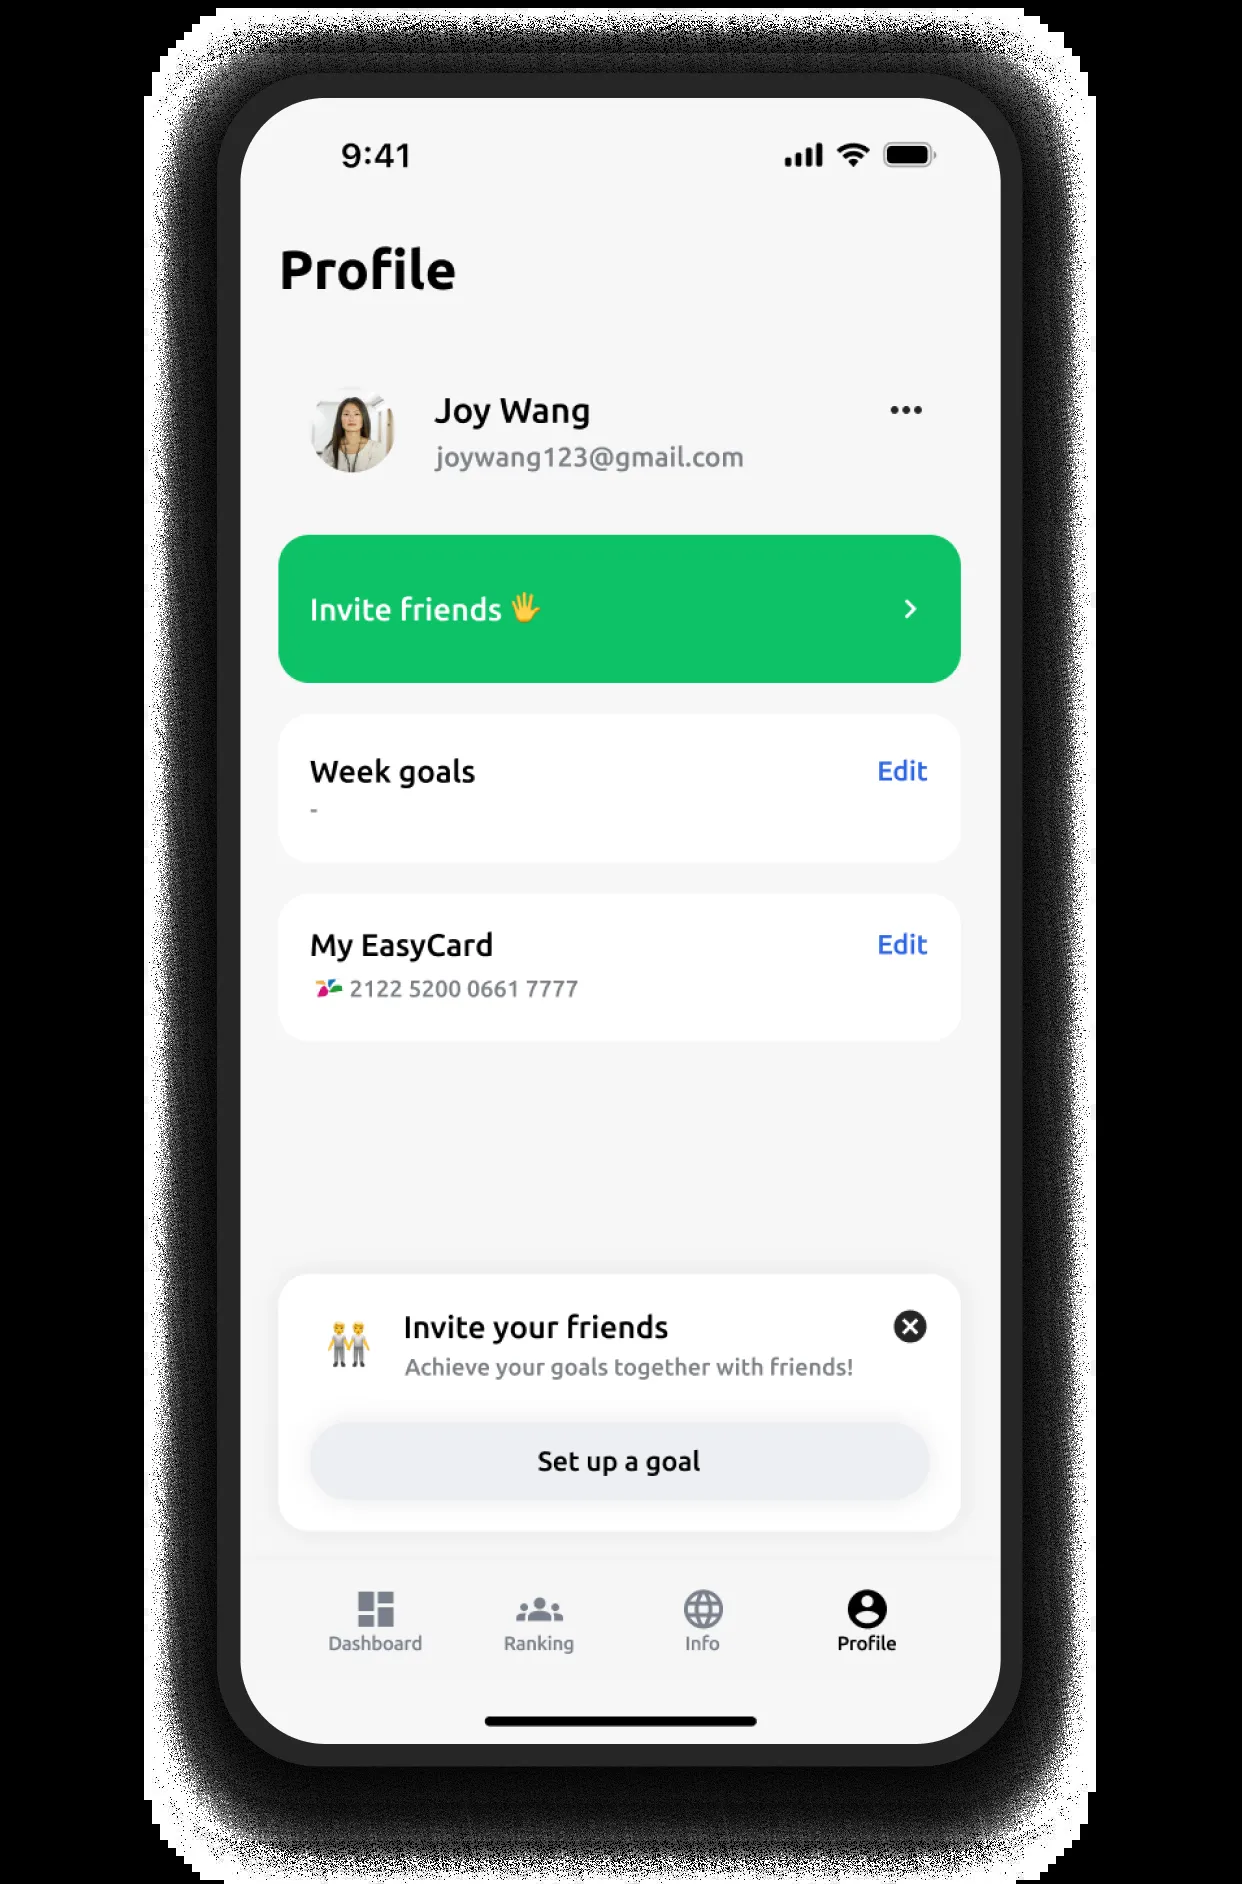 9:41
Profile
Joy Wang
joywang123@gmail.com
Invite friends 🖐
Week goals
Edit
-
My EasyCard
Edit
2122 5200 0661 7777
Invite your friends
Achieve your goals together with friends!
Set up a goal
Dashboard
Ranking
Info
Profile